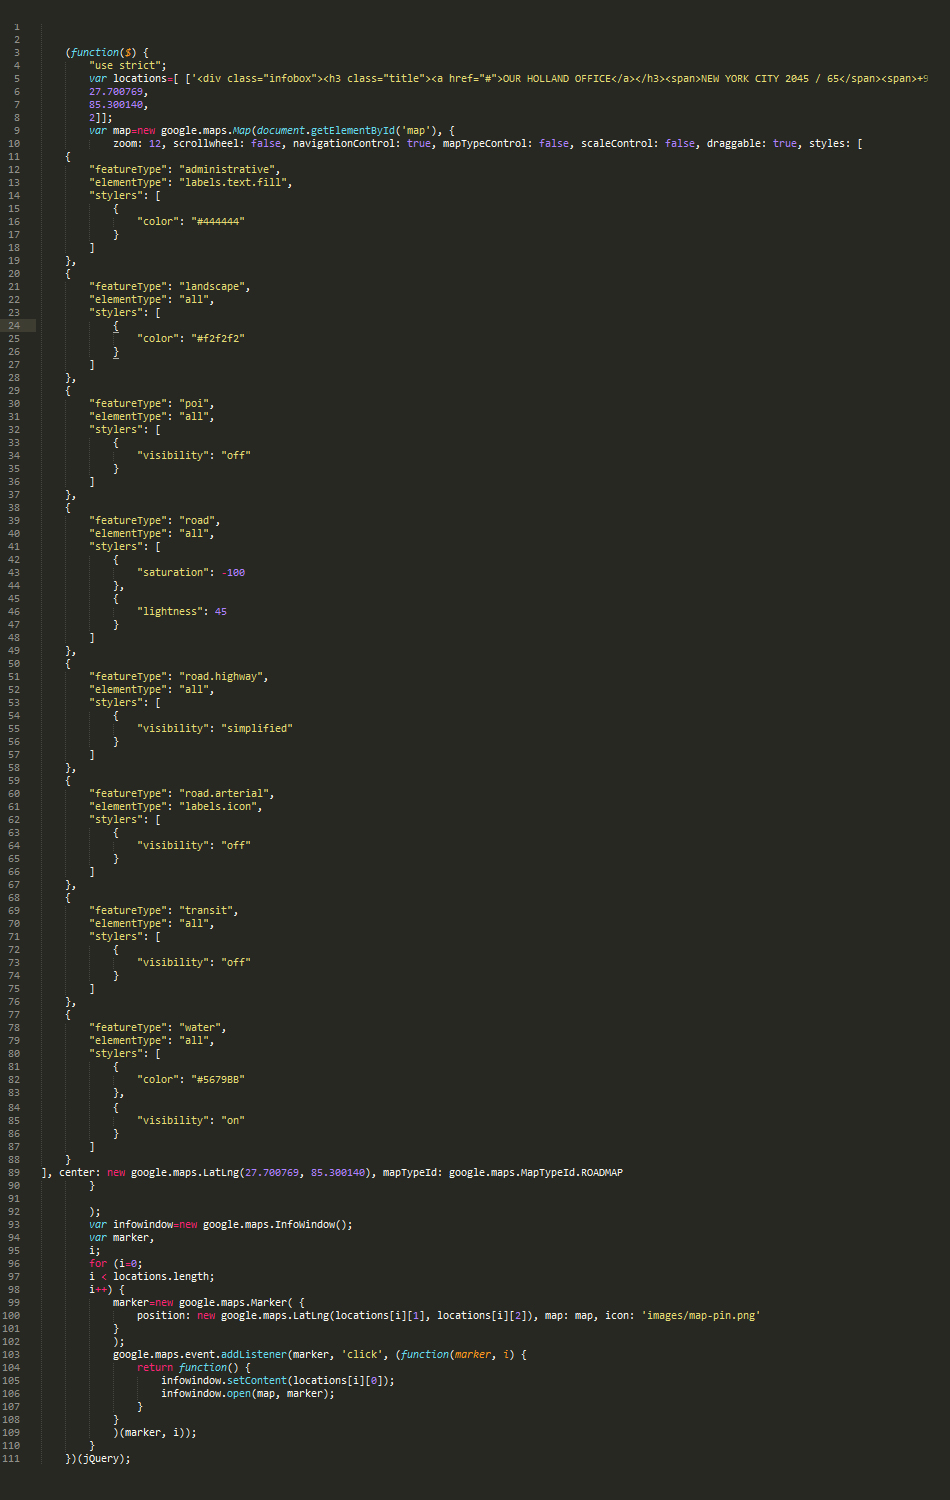 1
2
3 (function($) {
4 "use strict";
5 var locations=[ ['<div class="infobox"><h3 class="title"><a href="#">OUR HOLLAND OFFICE</a></h3><span>NEW YORK CITY 2045 / 65</span><span>+9
6 27.700769,
7 85.300140,
8 2]];
9 var map=new google.maps.Map(document.getElementById('map'), {
10 zoom: 12, scrollwheel: false, navigationControl: true, mapTypeControl: false, scaleControl: false, draggable: true, styles: [
11 {
12 "featureType": "administrative",
13 "elementType": "labels.text.fill",
14 "stylers": [
15 {
16 "color": "#444444"
17 }
18 ]
19 },
20 {
21 "featureType": "landscape",
22 "elementType": "all",
23 "stylers": [
24 {
25 "color": "#f2f2f2"
26 }
27 ]
28 },
29 {
30 "featureType": "poi",
31 "elementType": "all",
32 "stylers": [
33 {
34 "visibility": "off"
35 }
36 ]
37 },
38 {
39 "featureType": "road",
40 "elementType": "all",
41 "stylers": [
42 {
43 "saturation": -100
44 },
45 {
46 "lightness": 45
47 }
48 ]
49 },
50 {
51 "featureType": "road.highway",
52 "elementType": "all",
53 "stylers": [
54 {
55 "visibility": "simplified"
56 }
57 ]
58 },
59 {
60 "featureType": "road.arterial",
61 "elementType": "labels.icon",
62 "stylers": [
63 {
64 "visibility": "off"
65 }
66 ]
67 },
68 {
69 "featureType": "transit",
70 "elementType": "all",
71 "stylers": [
72 {
73 "visibility": "off"
74 }
75 ]
76 },
77 {
78 "featureType": "water",
79 "elementType": "all",
80 "stylers": [
81 {
82 "color": "#5679BB"
83 },
84 {
85 "visibility": "on"
86 }
87 ]
88 }
89 ], center: new google.maps.LatLng(27.700769, 85.300140), mapTypeId: google.maps.MapTypeId.ROADMAP
90 }
91
92 );
93 var infowindow=new google.maps.InfoWindow();
94 var marker,
95 i;
96 for (i=0;
97 i < locations.length;
98 i++) {
99 marker=new google.maps.Marker( {
100 position: new google.maps.LatLng(locations[i][1], locations[i][2]), map: map, icon: 'images/map-pin.png'
101 }
102 );
103 google.maps.event.addListener(marker, 'click', (function(marker, i) {
104 return function() {
105 infowindow.setContent(locations[i][0]);
106 infowindow.open(map, marker);
107 }
108 }
109 )(marker, i));
110 }
111 })(jQuery);